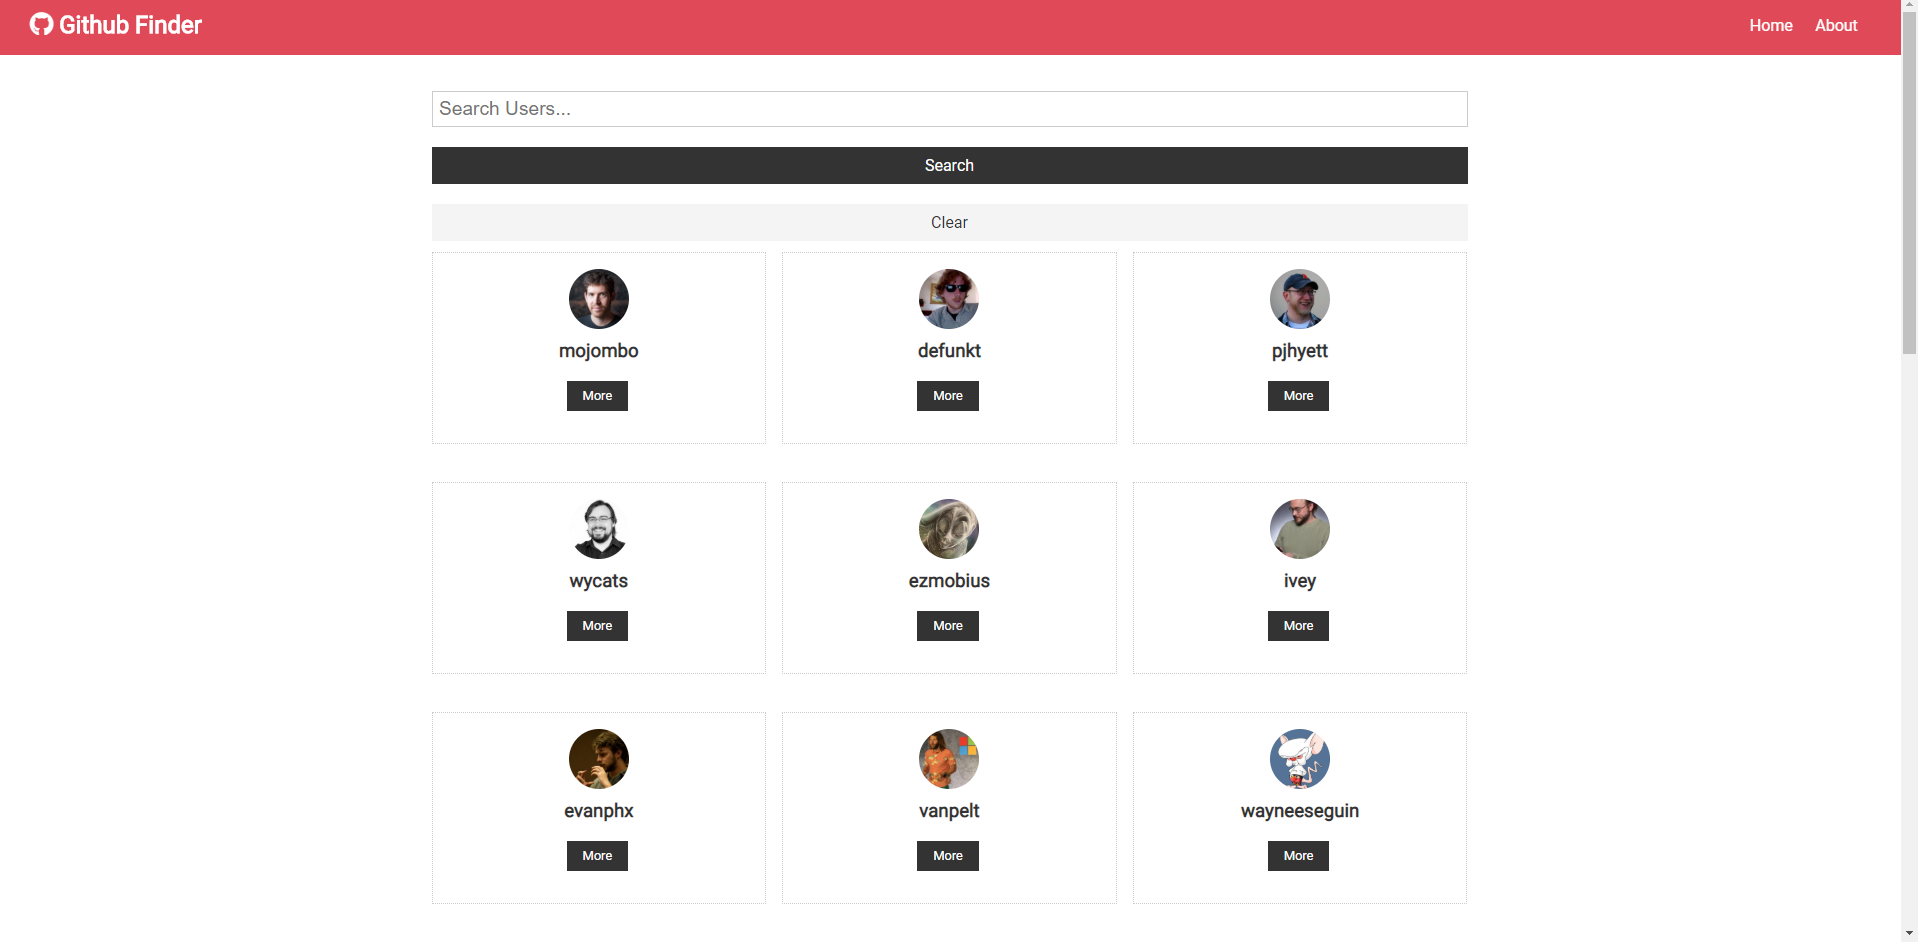 Github Finder
Home About
Search Users...
Search
Clear
mojombo
More
defunkt
More
pjhyett
More
wycats
More
ezmobius
More
ivey
More
evanphx
More
vanpelt
More
wayneeseguin
More